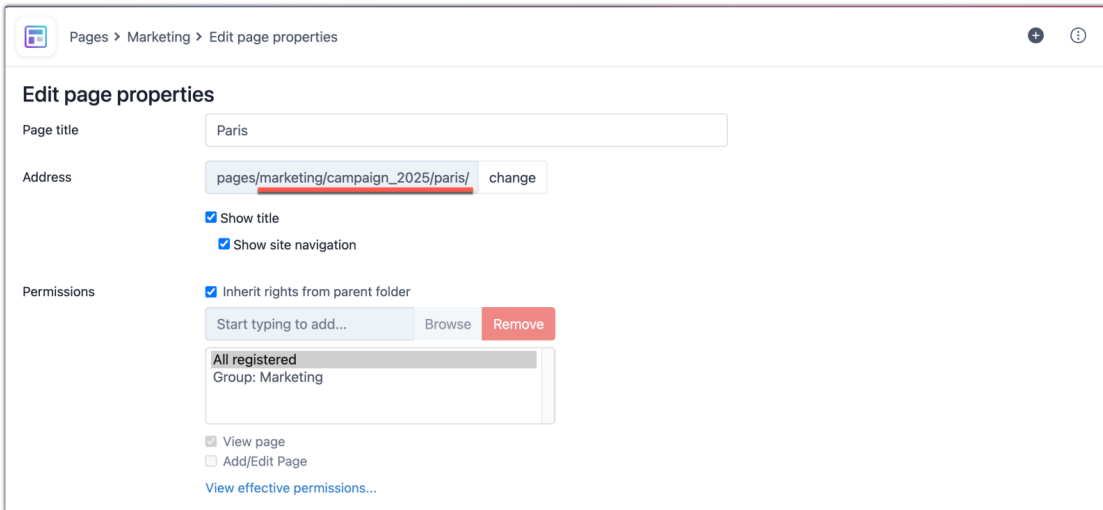 Pages > Marketing > Edit page properties
Edit page properties
Page title Paris
Address pages/marketing/campaign_2025/paris/ change
Show title
Show site navigation
Permissions Inherit rights from parent folder
Start typing to add... Browse Remove
All registered
Group: Marketing
View page
Add/Edit Page
View effective permissions...